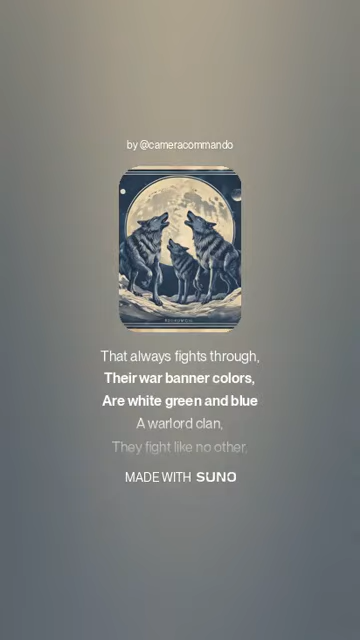 by @cameracommando
That always fights through,
Their war banner colors,
Are white green and blue
A warlord clan,
They fight like no other,
MADE WITH SUNO